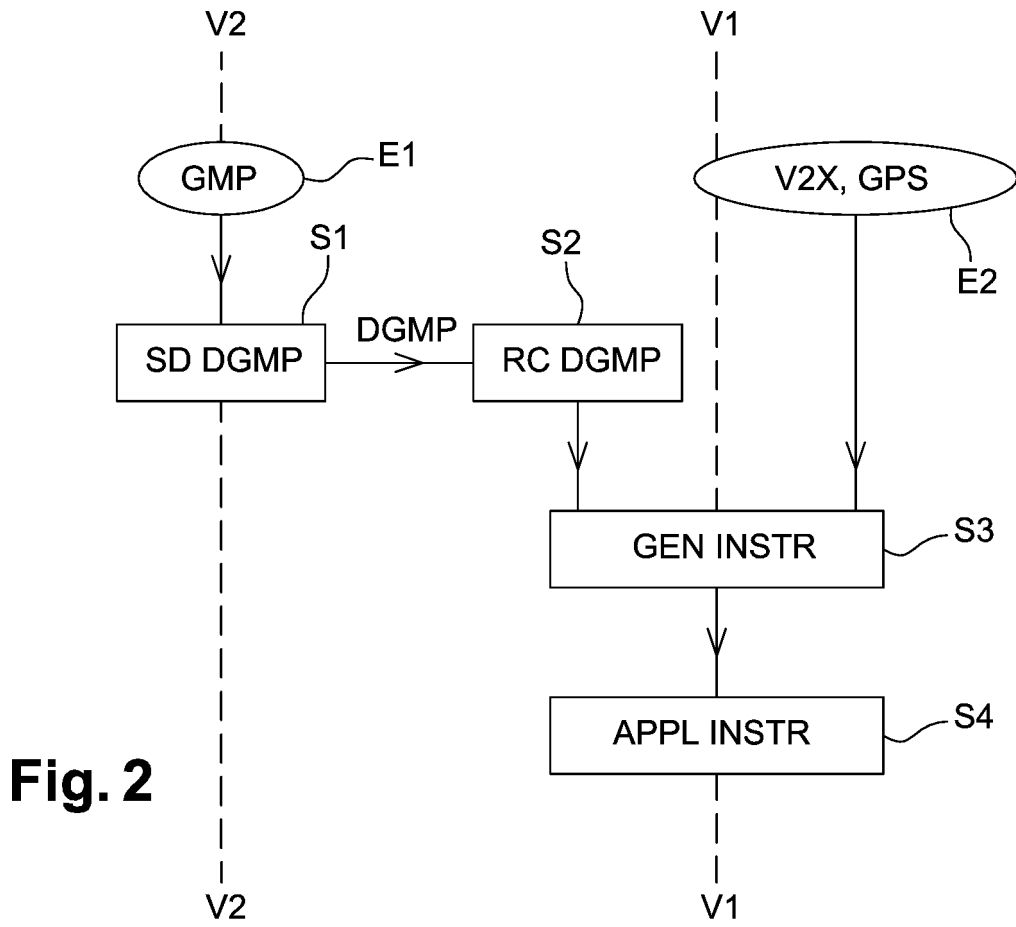 V2
V1
GMP
E1
V2X, GPS
E2
S1
S2
SD DGMP
DGMP
RC DGMP
GEN INSTR
S3
APPL INSTR
S4
Fig. 2
V2
V1